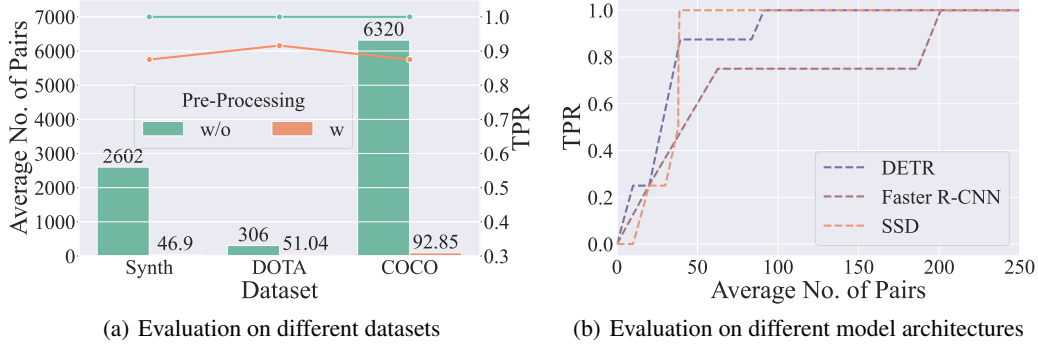 7000
6000
5000
4000
3000
2000
1000
0
Average No. of Pairs
6320
2602
306
46.9
51.04
92.85
Pre-Processing
w/o
w
1.0
0.9
0.8
0.7
0.6
0.5
0.4
0.3
TPR
Synth
DOTA
COCO
Dataset
(a) Evaluation on different datasets
1.0
0.8
0.6
0.4
0.2
0.0
TPR
DETR
Faster R-CNN
SSD
0
50
100
150
200
250
Average No. of Pairs
(b) Evaluation on different model architectures